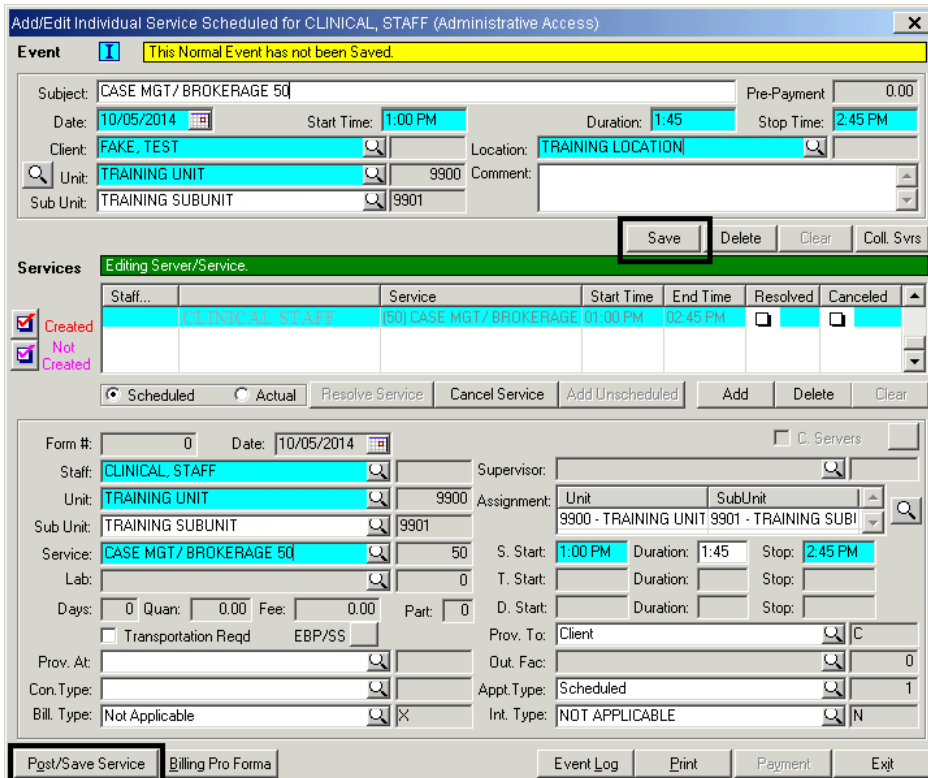 Add/Edit Individual Service Scheduled for CLINICAL, STAFF (Administrative Access)
Event I This Normal Event has not been Saved.
Subject: CASE MGT/ BROKERAGE 50 Pre-Payment 0.00
Date: 10/05/2014 Start Time: 1:00 PM Duration: 1:45 Stop Time: 2:45 PM
Client: FAKE, TEST Location: TRAINING LOCATION
Unit: TRAINING UNIT 9900 Comment:
Sub Unit: TRAINING SUBUNIT 9901
Save Delete Clear Coll. Svrs
Services Editing Server/Service.
Staff... Service Start Time End Time Resolved Canceled
Created CLINICAL STAFF (50) CASE MGT/ BROKERAGE 01:00 PM 02:45 PM
Not Created
Scheduled Actual Resolve Service Cancel Service Add Unscheduled Add Delete Clear
Form #: 0 Date: 10/05/2014 C. Servers
Staff: CLINICAL, STAFF Supervisor:
Unit: TRAINING UNIT 9900 Assignment: Unit SubUnit
Sub Unit: TRAINING SUBUNIT 9901 9900 - TRAINING UNIT 9901 - TRAINING SUBI
Service: CASE MGT/ BROKERAGE 50 50 S. Start: 1:00 PM Duration: 1:45 Stop: 2:45 PM
Lab: 0 T. Start: Duration: Stop:
Days: 0 Quan: 0.00 Fee: 0.00 Part: 0 D. Start: Duration: Stop:
Transportation Reqd EBP/SS Prov. To: Client C
Prov. At: Out. Fac: 0
Con.Type: Appt.Type: Scheduled 1
Bill. Type: Not Applicable X Int. Type: NOT APPLICABLE N
Post/Save Service Billing Pro Forma Event Log Print Payment Exit